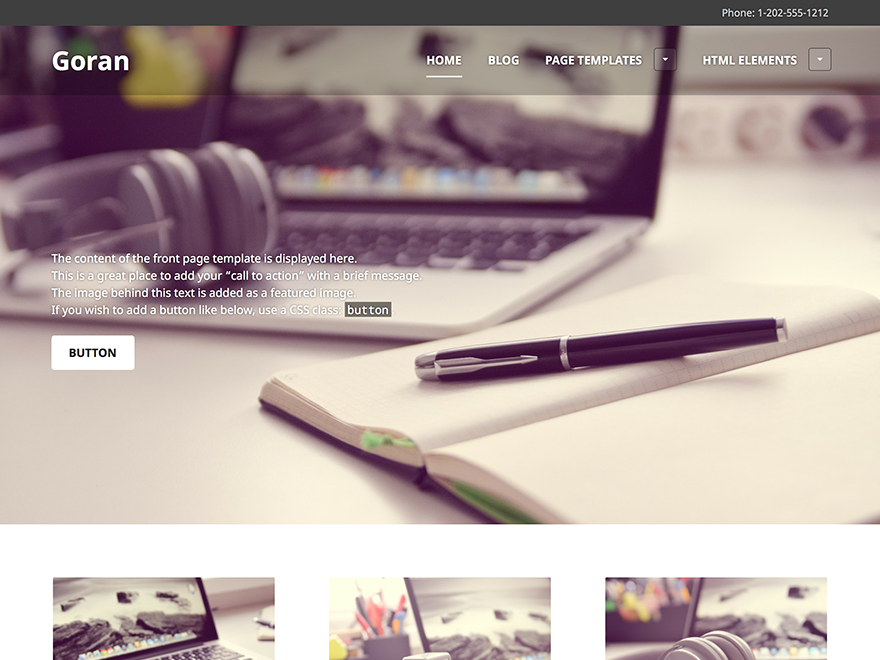 Phone: 1-202-555-1212
Goran
HOME BLOG PAGE TEMPLATES HTML ELEMENTS
The content of the front page template is displayed here.
This is a great place to add your “call to action” with a brief message.
The image behind this text is added as a featured image.
If you wish to add a button like below, use a CSS class: button.
BUTTON